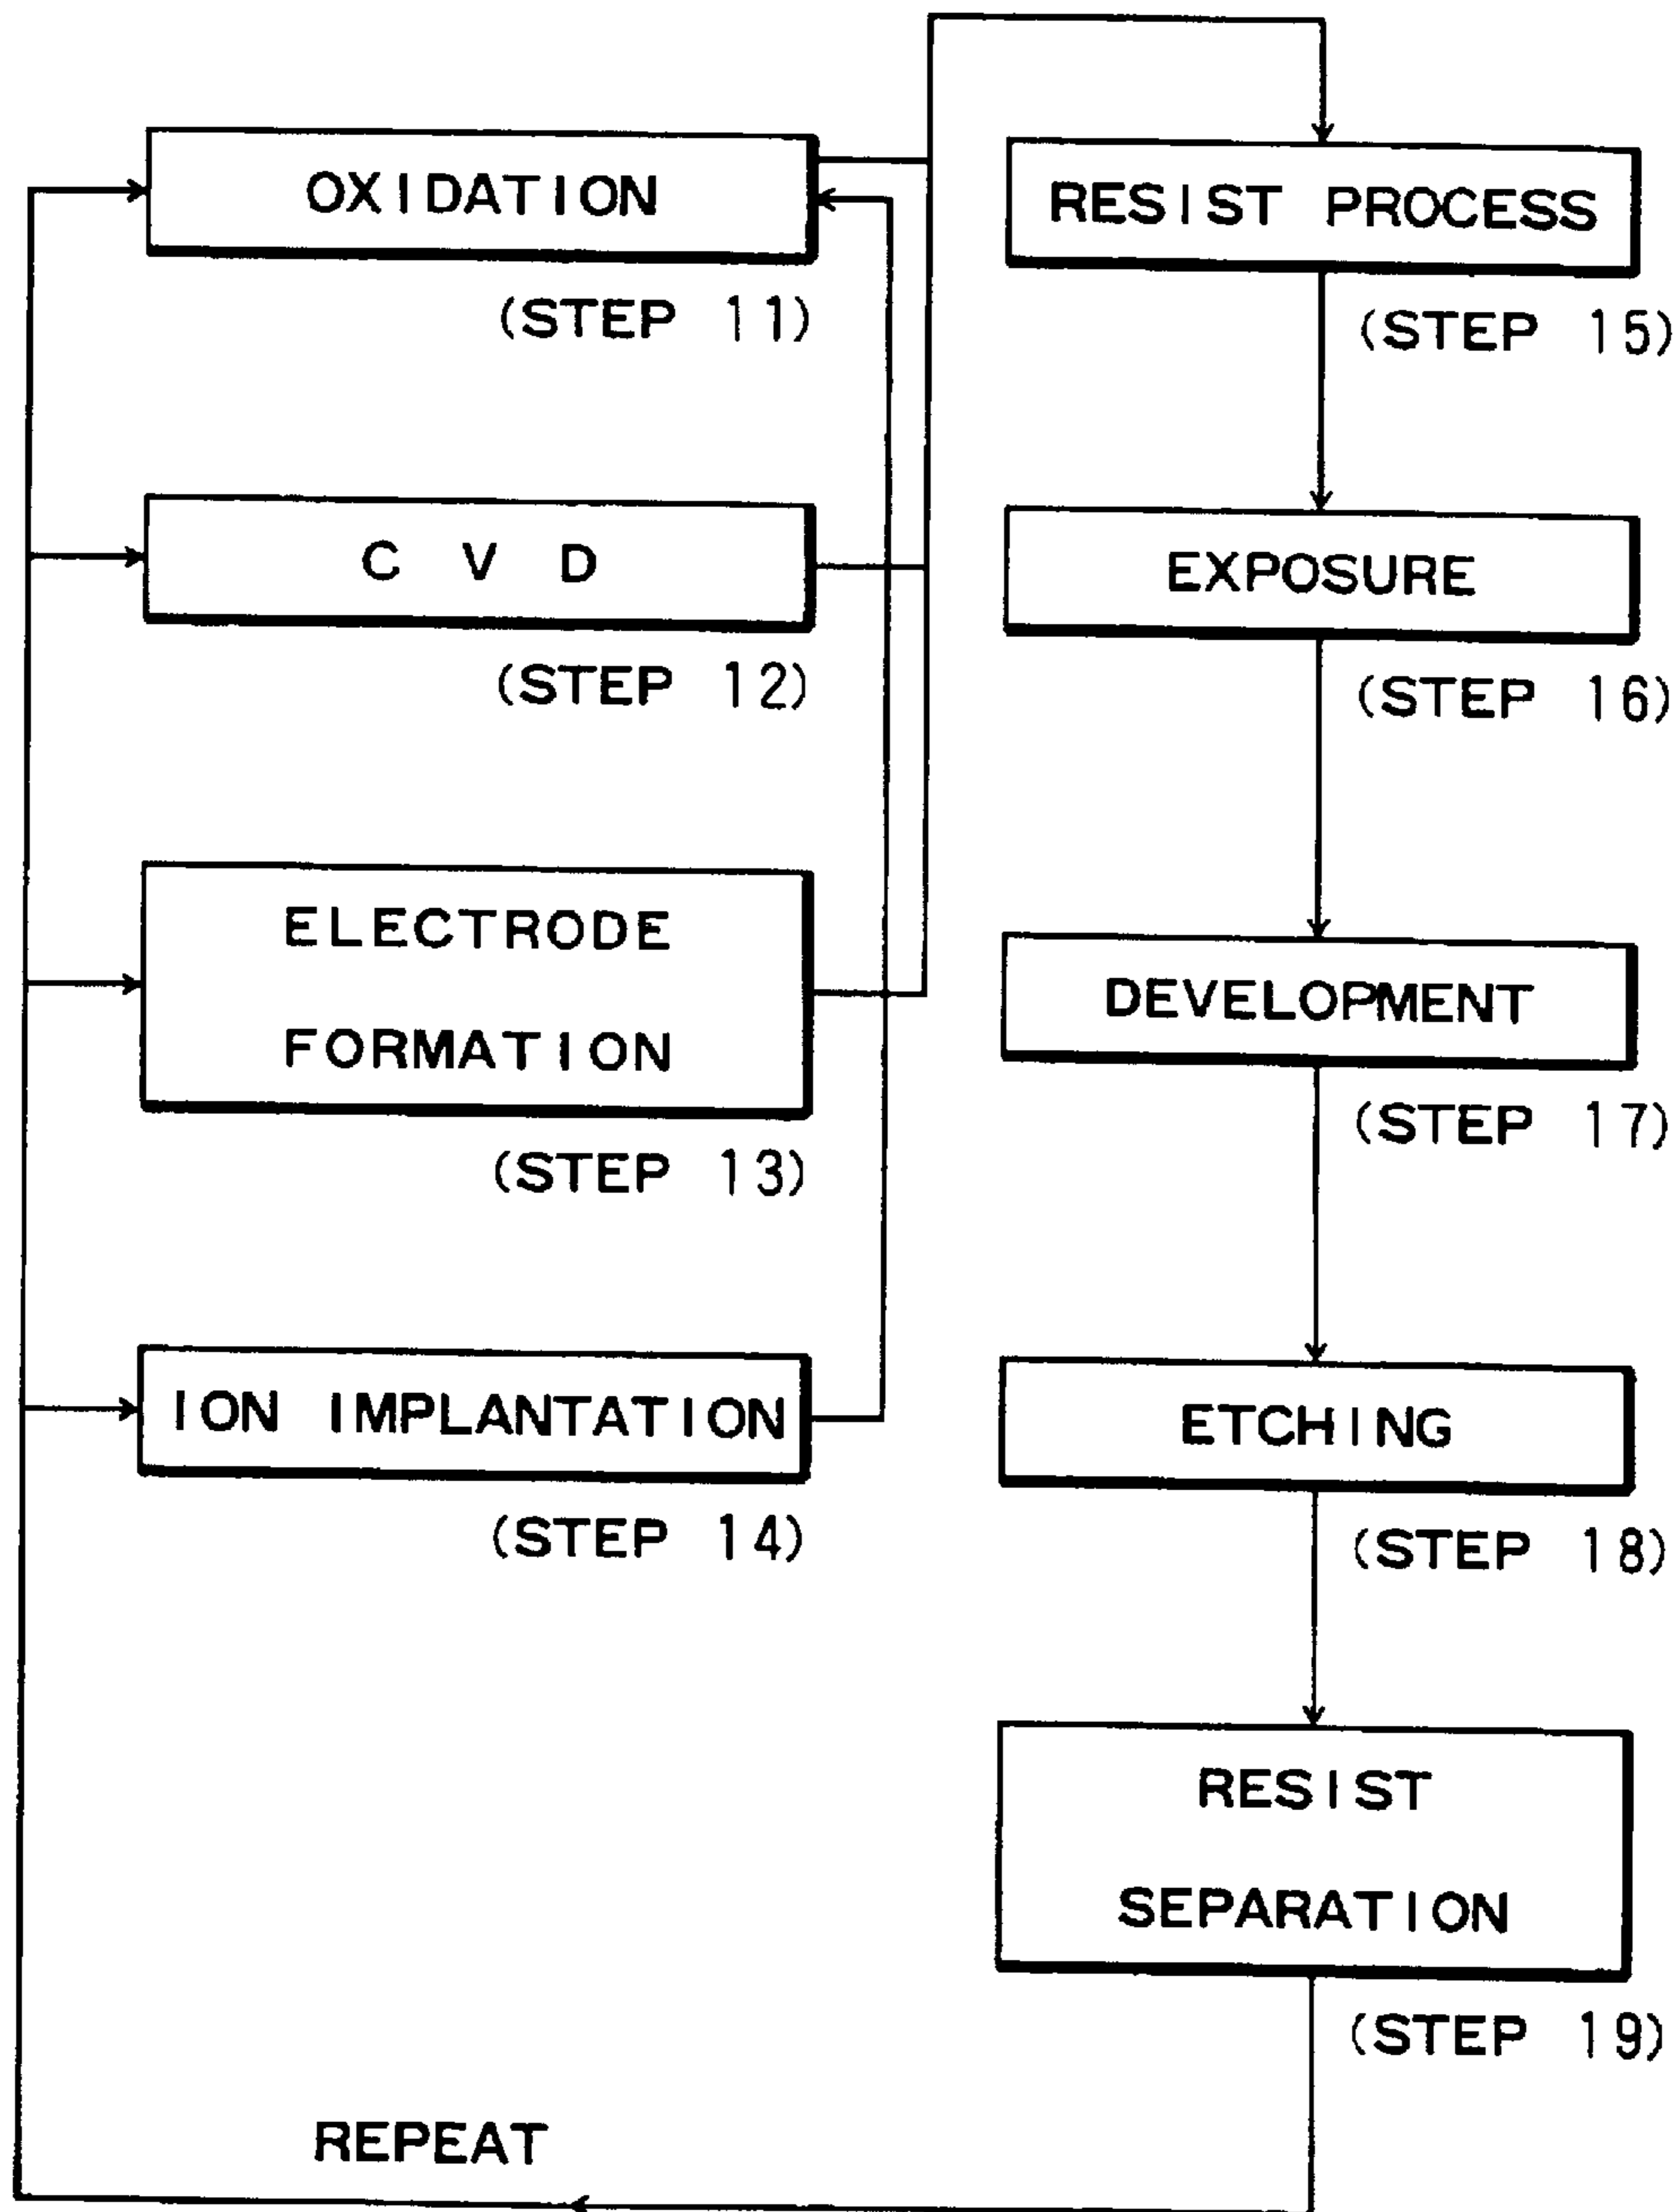 OXIDATION
(STEP 11)
C V D
(STEP 12)
ELECTRODE
FORMATION
(STEP 13)
ION IMPLANTATION
(STEP 14)
REPEAT
RESIST PROCESS
(STEP 15)
EXPOSURE
(STEP 16)
DEVELOPMENT
(STEP 17)
ETCHING
(STEP 18)
RESIST
SEPARATION
(STEP 19)